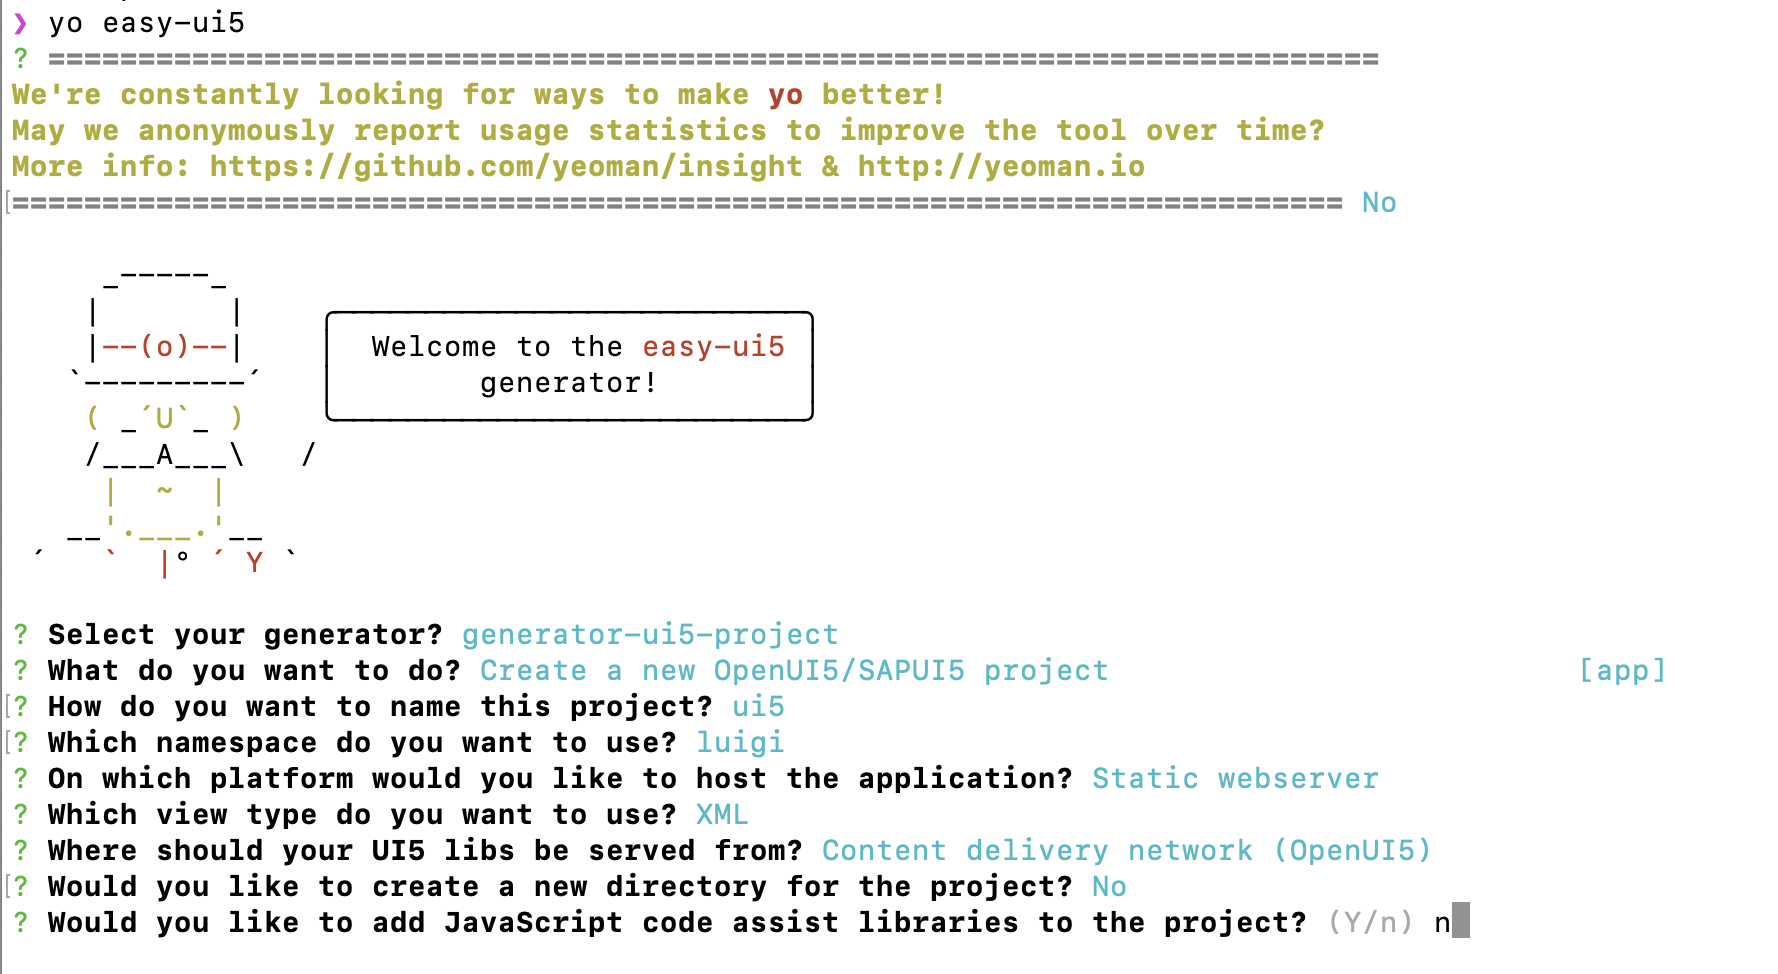 ❯ yo easy-ui5
? ==========================================================================
We're constantly looking for ways to make yo better!
May we anonymously report usage statistics to improve the tool over time?
More info: https://github.com/yeoman/insight & http://yeoman.io
========================================================================== No
     _-----_
    |       |
    |--(o)--|    Welcome to the easy-ui5
   `---------´         generator!
    ( _´U`_ )
    /___A___\   /
     |  ~  |
   __'.___.'__
 ´   `  |° ´ Y `
? Select your generator? generator-ui5-project
? What do you want to do? Create a new OpenUI5/SAPUI5 project [app]
? How do you want to name this project? ui5
? Which namespace do you want to use? luigi
? On which platform would you like to host the application? Static webserver
? Which view type do you want to use? XML
? Where should your UI5 libs be served from? Content delivery network (OpenUI5)
? Would you like to create a new directory for the project? No
? Would you like to add JavaScript code assist libraries to the project? (Y/n) n